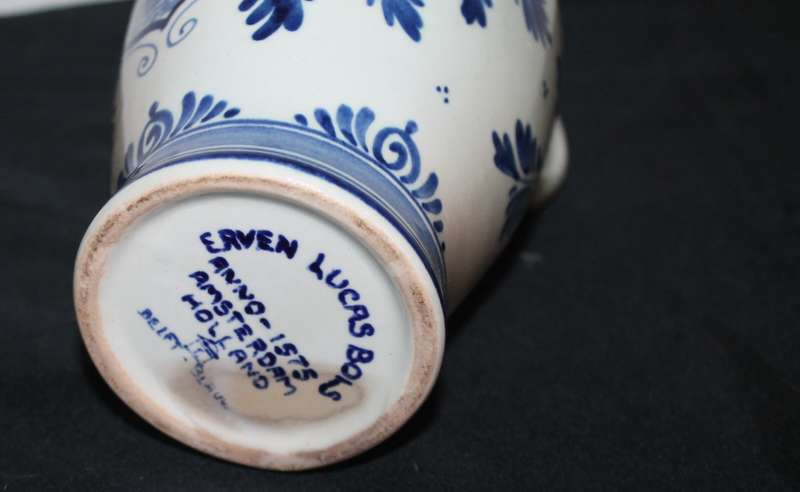 ERVEN LUCAS BOLS
ANNO-1575
AMSTERDAM
HOLLAND
DELFT BLAUW